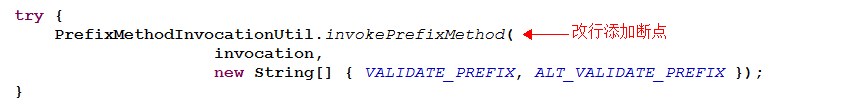 try {
PrefixMethodInvocationUtil.invokePrefixMethod( 改行添加断点
invocation,
new String[] { VALIDATE_PREFIX, ALT_VALIDATE_PREFIX });
}